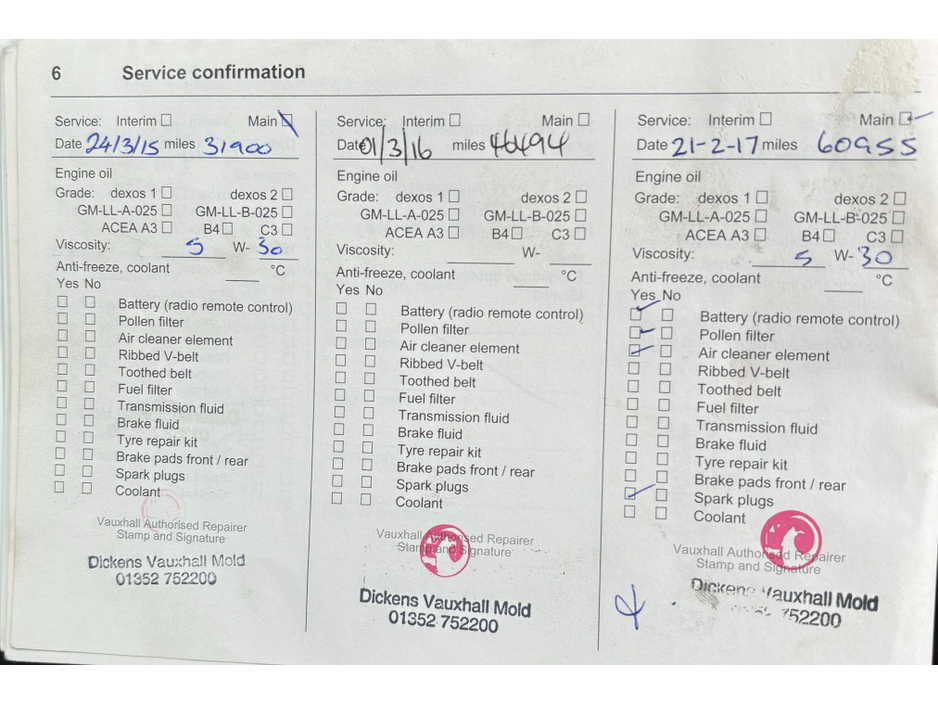 6 Service confirmation
Service: Interim Main
Date 24/3/15 miles 31900
Engine oil
Grade: dexos 1 dexos 2
GM-LL-A-025 GM-LL-B-025
ACEA A3 B4 C3
Viscosity: 5 W- 30
Anti-freeze, coolant °C
Yes No
Battery (radio remote control)
Pollen filter
Air cleaner element
Ribbed V-belt
Toothed belt
Fuel filter
Transmission fluid
Brake fluid
Tyre repair kit
Brake pads front / rear
Spark plugs
Coolant
Vauxhall Authorised Repairer
Stamp and Signature
Dickens Vauxhall Mold
01352 752200
Service: Interim Main
Date 01/3/16 miles 46494
Engine oil
Grade: dexos 1 dexos 2
GM-LL-A-025 GM-LL-B-025
ACEA A3 B4 C3
Viscosity: W-
Anti-freeze, coolant °C
Yes No
Battery (radio remote control)
Pollen filter
Air cleaner element
Ribbed V-belt
Toothed belt
Fuel filter
Transmission fluid
Brake fluid
Tyre repair kit
Brake pads front / rear
Spark plugs
Coolant
Vauxhall Authorised Repairer
Stamp and Signature
Dickens Vauxhall Mold
01352 752200
Service: Interim Main
Date 21-2-17 miles 60955
Engine oil
Grade: dexos 1 dexos 2
GM-LL-A-025 GM-LL-B-025
ACEA A3 B4 C3
Viscosity: 5 W- 30
Anti-freeze, coolant °C
Yes No
Battery (radio remote control)
Pollen filter
Air cleaner element
Ribbed V-belt
Toothed belt
Fuel filter
Transmission fluid
Brake fluid
Tyre repair kit
Brake pads front / rear
Spark plugs
Coolant
Vauxhall Authorised Repairer
Stamp and Signature
Dickens Vauxhall Mold
752200